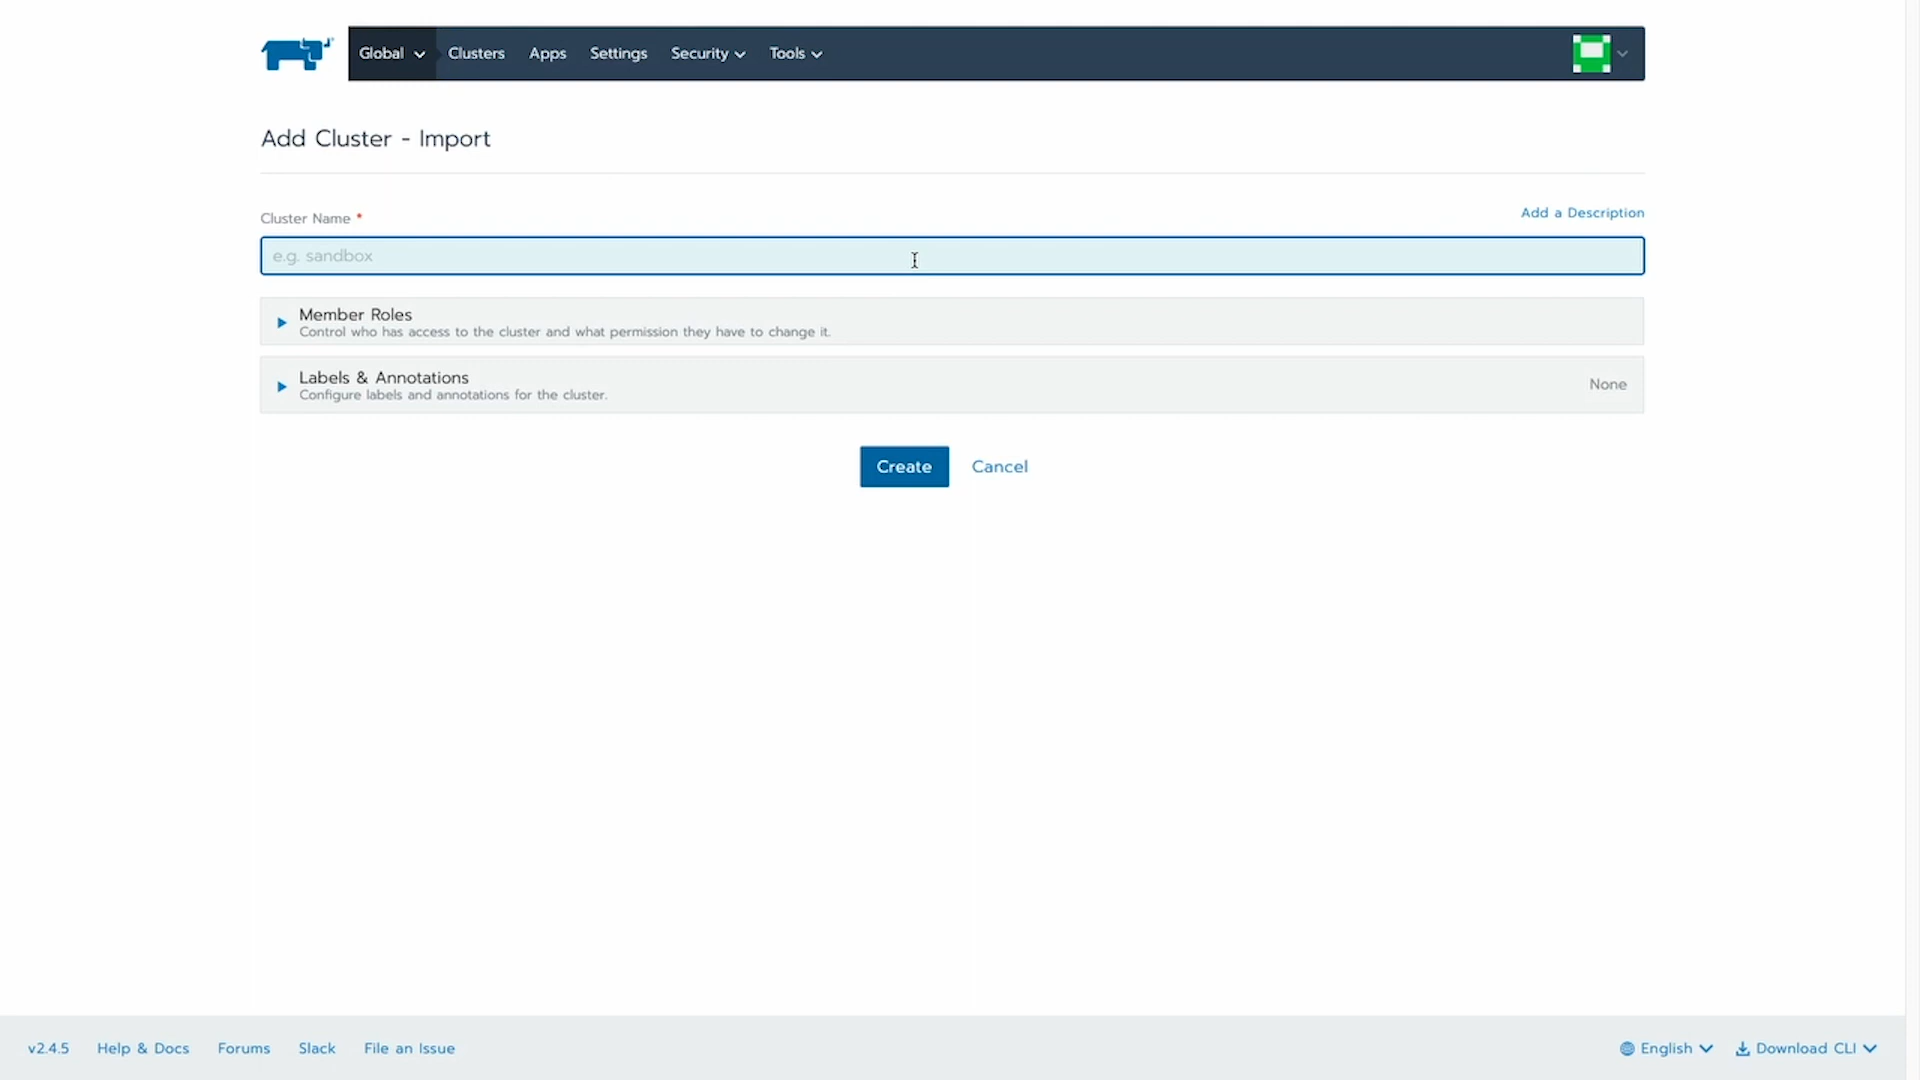 Global Clusters Apps Settings Security Tools
Add Cluster - Import
Cluster Name * Add a Description
e.g. sandbox
Member Roles
Control who has access to the cluster and what permission they have to change it.
Labels & Annotations
Configure labels and annotations for the cluster.
None
Create Cancel
v2.4.5 Help & Docs Forums Slack File an Issue English Download CLI